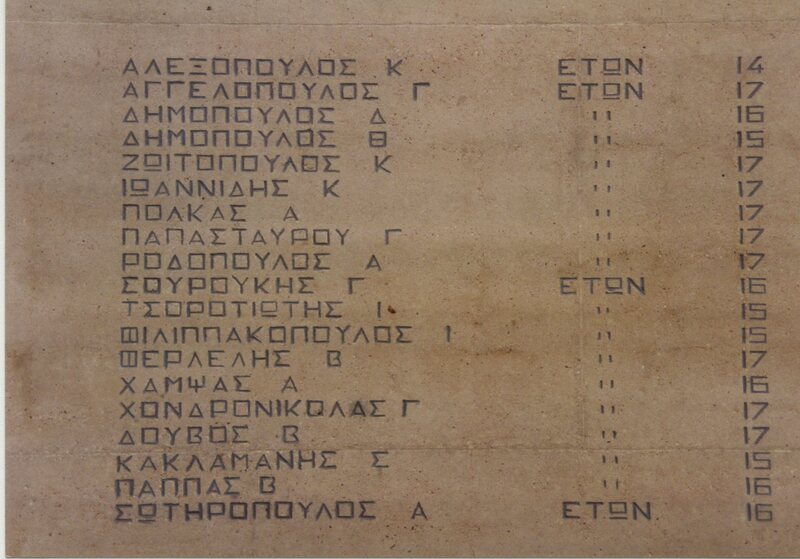 ΑΛΕΞΟΠΟΥΛΟΣ Κ ΕΤΩΝ 14
ΑΓΓΕΛΟΠΟΥΛΟΣ Γ ΕΤΩΝ 17
ΔΗΜΟΠΟΥΛΟΣ Δ '' 16
ΔΗΜΟΠΟΥΛΟΣ Θ '' 15
ΖΩΙΤΟΠΟΥΛΟΣ Κ '' 17
ΙΩΑΝΝΙΔΗΣ Κ '' 17
ΠΟΛΚΑΣ Α '' 17
ΠΑΠΑΣΤΑΥΡΟΥ Γ '' 17
ΡΟΔΟΠΟΥΛΟΣ Α '' 17
ΣΟΥΡΟΥΚΗΣ Γ ΕΤΩΝ 16
ΤΣΟΡΟΤΙΩΤΗΣ Ι '' 15
ΦΙΛΙΠΠΑΚΟΠΟΥΛΟΣ Ι '' 15
ΦΕΡΛΕΛΗΣ Β '' 17
ΧΑΜΨΑΣ Α '' 16
ΧΟΝΔΡΟΝΙΚΟΛΑΣ Γ '' 17
ΔΟΥΒΟΣ Β '' 17
ΚΑΚΛΑΜΑΝΗΣ Σ '' 15
ΠΑΠΠΑΣ Β '' 16
ΣΩΤΗΡΟΠΟΥΛΟΣ Α ΕΤΩΝ 16